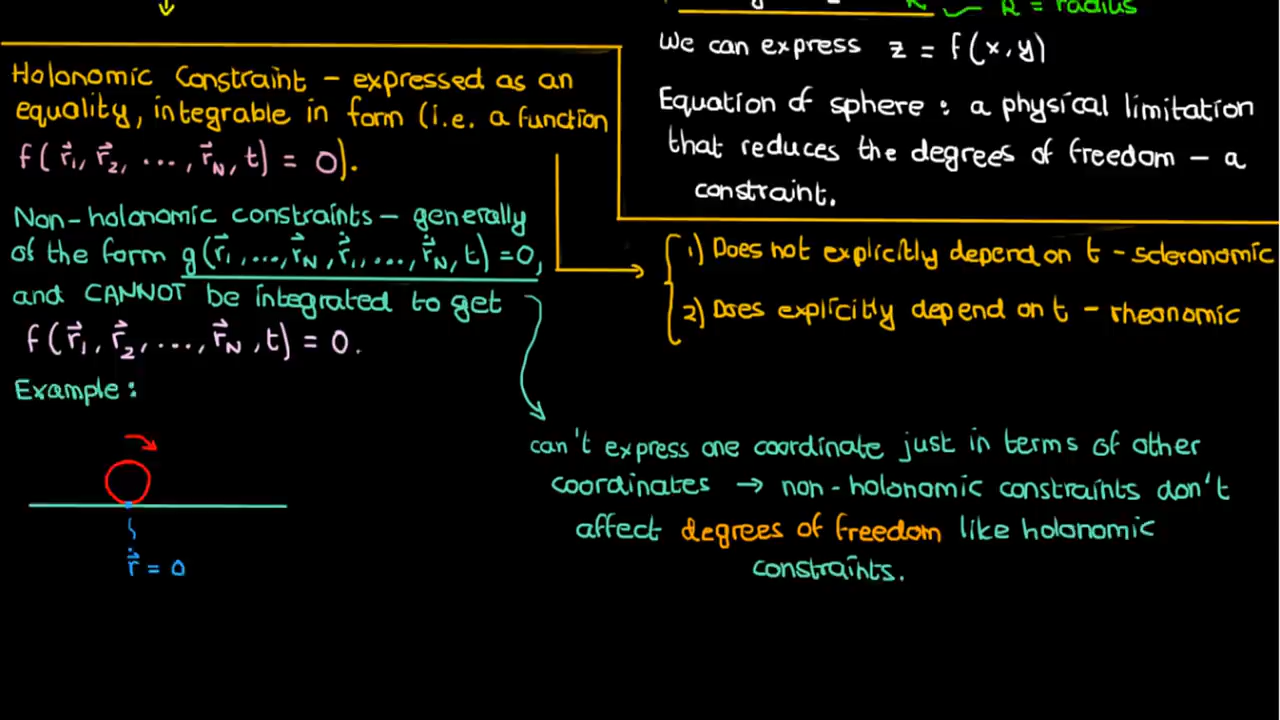 R R = radius
We can express z = f(x,y)
Equation of sphere : a physical limitation
that reduces the degrees of freedom – a
constraint.
Holonomic Constraint – expressed as an
equality, integrable in form (i.e. a function
f(r⃗₁, r⃗₂, ..., r⃗N, t) = 0).
1) Does not explicitly depend on t – scleronomic
2) Does explicitly depend on t – rheonomic
Non-holonomic constraints – generally
of the form g(r⃗₁,...,r⃗N, ṙ⃗₁,...,ṙ⃗N, t) = 0,
and CANNOT be integrated to get
f(r⃗₁, r⃗₂, ..., r⃗N, t) = 0.
can't express one coordinate just in terms of other
coordinates → non-holonomic constraints don't
affect degrees of freedom like holonomic
constraints.
Example:
ṙ⃗ = 0